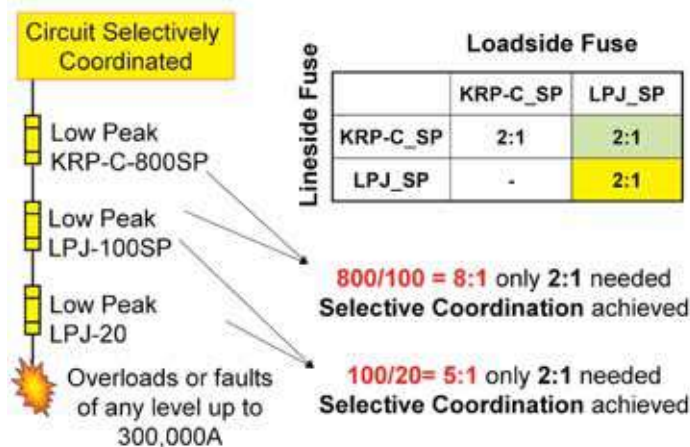 Circuit Selectively
Coordinated
Low Peak
KRP-C-800SP
Low Peak
LPJ-100SP
Low Peak
LPJ-20
Overloads or faults
of any level up to
300,000A
Loadside Fuse
Lineside Fuse
KRP-C_SP LPJ_SP
KRP-C_SP 2:1 2:1
LPJ_SP - 2:1
800/100 = 8:1 only 2:1 needed
Selective Coordination achieved
100/20= 5:1 only 2:1 needed
Selective Coordination achieved